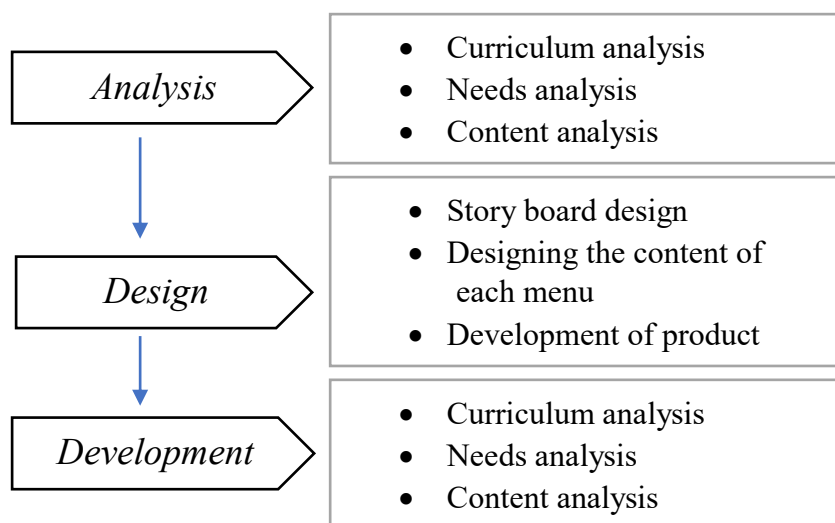 Analysis
• Curriculum analysis
• Needs analysis
• Content analysis
Design
• Story board design
• Designing the content of
each menu
• Development of product
Development
• Curriculum analysis
• Needs analysis
• Content analysis